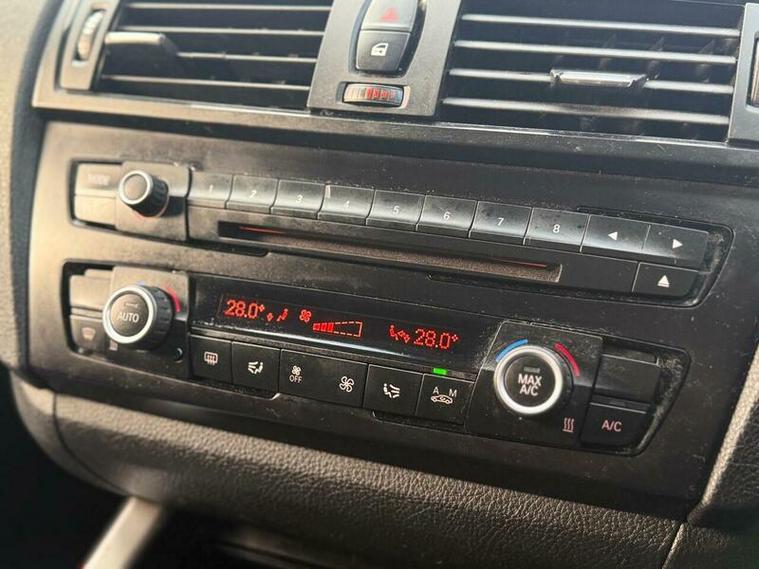 MODE
1 2 3 4 5 6 7 8
28.0° 28.0°
AUTO
OFF
A M
MAX
A/C
A/C